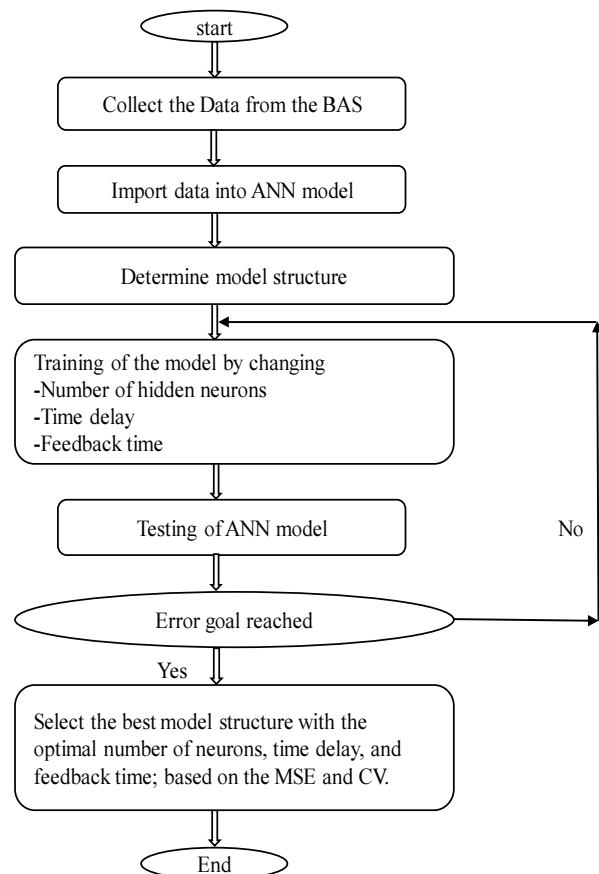 start
Collect the Data from the BAS
Import data into ANN model
Determine model structure
Training of the model by changing
-Number of hidden neurons
-Time delay
-Feedback time
Testing of ANN model
No
Error goal reached
Yes
Select the best model structure with the
optimal number of neurons, time delay, and
feedback time; based on the MSE and CV.
End